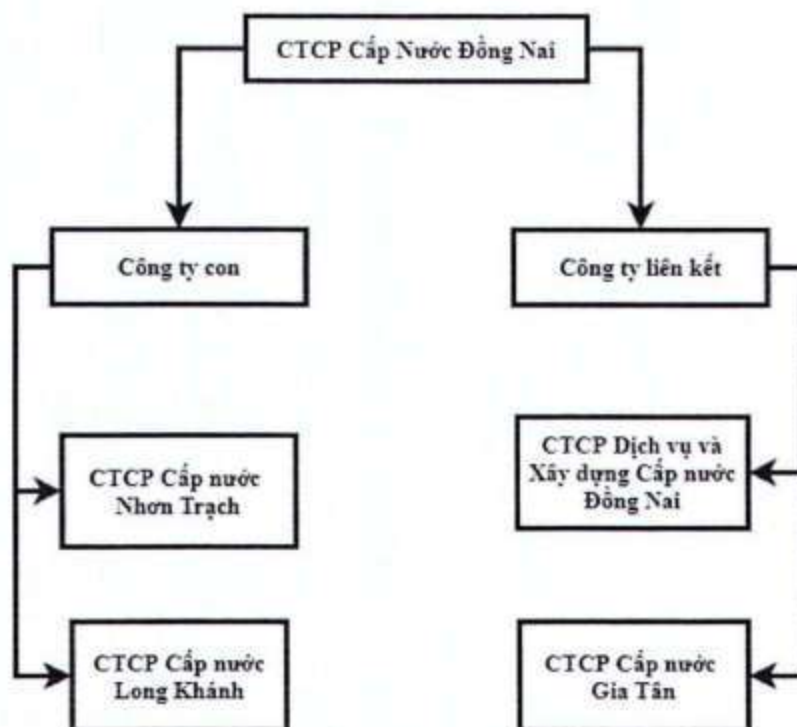 CTCP Cấp Nước Đồng Nai
Công ty con
Công ty liên kết
CTCP Cấp nước
Nhơn Trạch
CTCP Dịch vụ và
Xây dựng Cấp nước
Đồng Nai
CTCP Cấp nước
Long Khánh
CTCP Cấp nước
Gia Tân